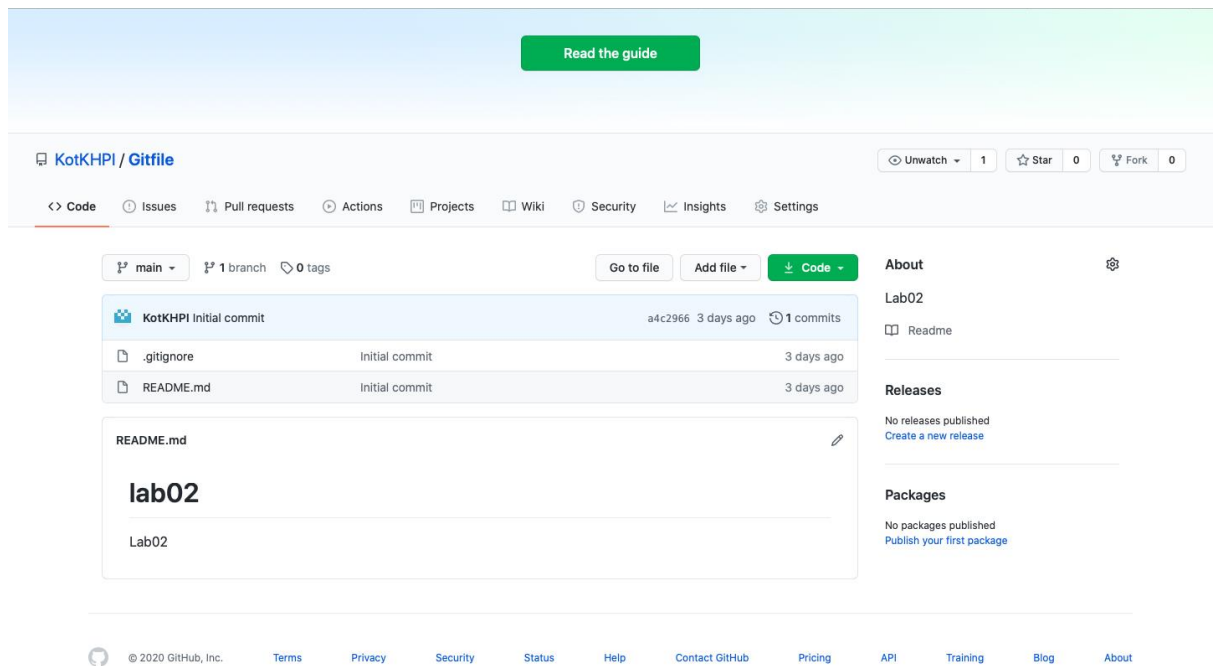 Read the guide
KotKHPI / Gitfile
Unwatch 1 Star 0 Fork 0
<> Code Issues Pull requests Actions Projects Wiki Security Insights Settings
main 1 branch 0 tags
Go to file Add file Code
KotKHPI Initial commit a4c2966 3 days ago 1 commits
.gitignore Initial commit 3 days ago
README.md Initial commit 3 days ago
README.md
lab02
Lab02
About
Lab02
Readme
Releases
No releases published
Create a new release
Packages
No packages published
Publish your first package
© 2020 GitHub, Inc. Terms Privacy Security Status Help Contact GitHub Pricing API Training Blog About